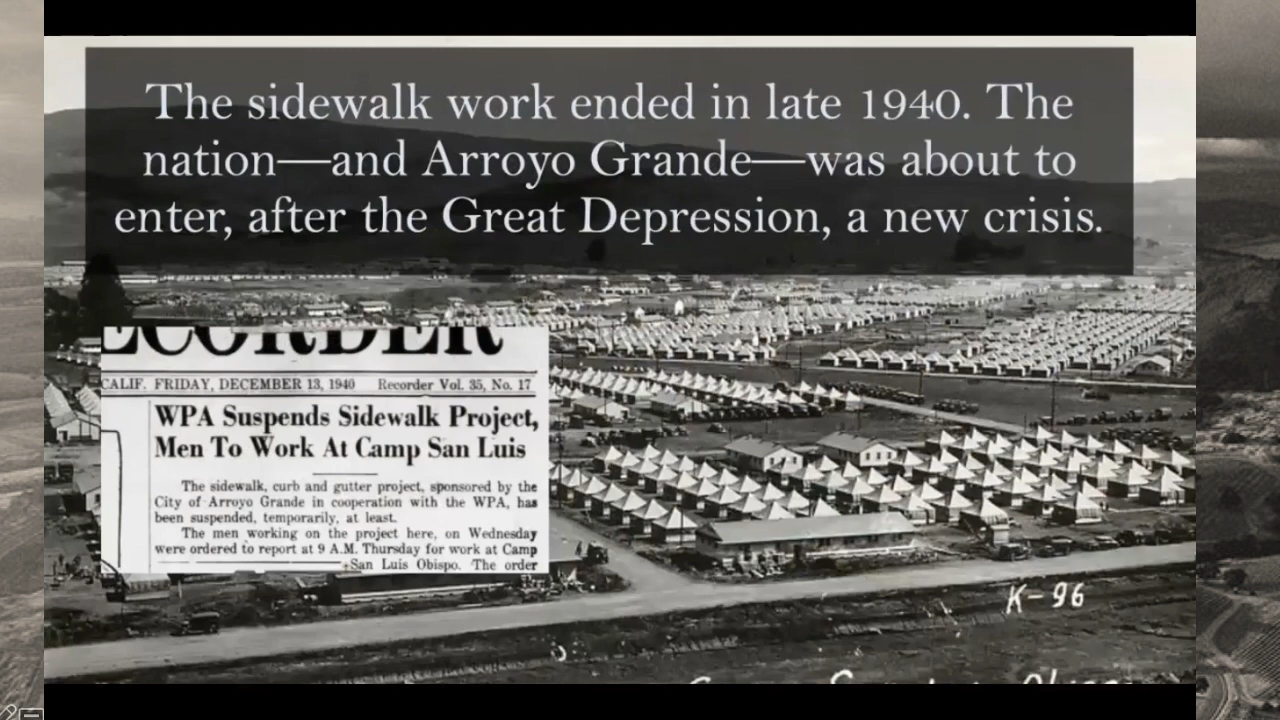 The sidewalk work ended in late 1940. The
nation—and Arroyo Grande—was about to
enter, after the Great Depression, a new crisis.
ECORDER
CALIF. FRIDAY, DECEMBER 13, 1940 Recorder Vol. 35, No. 17
WPA Suspends Sidewalk Project,
Men To Work At Camp San Luis
The sidewalk, curb and gutter project, sponsored by the
City of Arroyo Grande in cooperation with the WPA, has
been suspended, temporarily, at least.
The men working on the project here, on Wednesday
were ordered to report at 9 A.M. Thursday for work at Camp
San Luis Obispo. The order
K-96